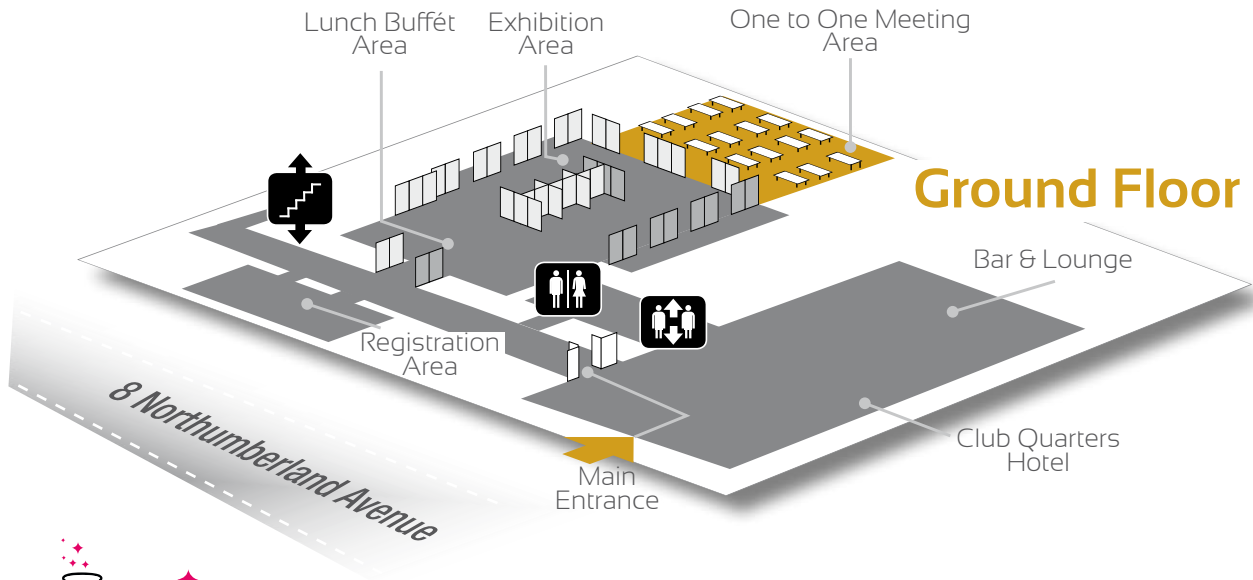 Lunch Buffét
Area
Exhibition
Area
One to One Meeting
Area
Ground Floor
Bar & Lounge
Registration
Area
8 Northumberland Avenue
Club Quarters
Hotel
Main
Entrance